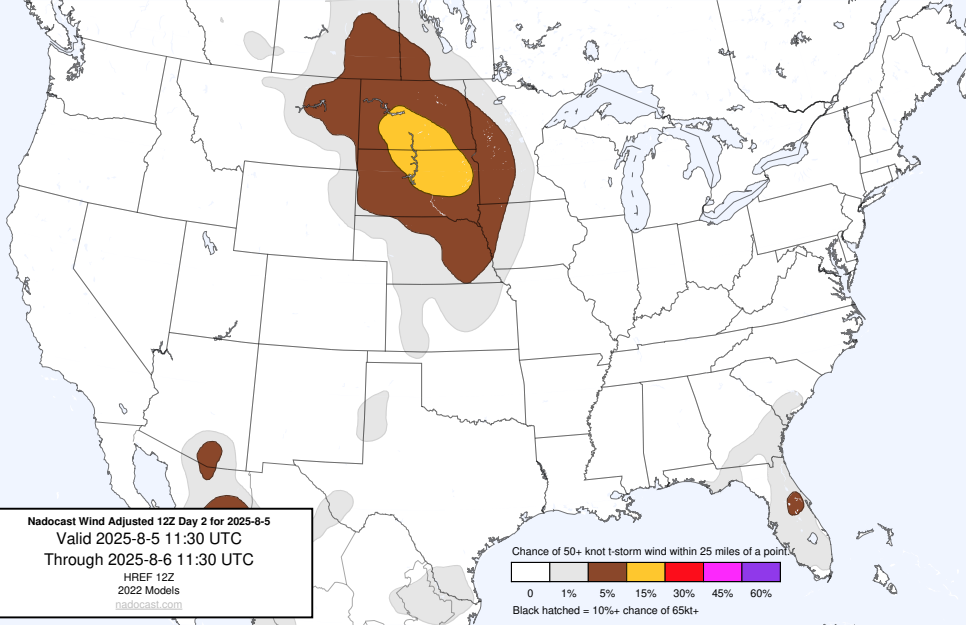 Nadocast Wind Adjusted 12Z Day 2 for 2025-8-5
Valid 2025-8-5 11:30 UTC
Through 2025-8-6 11:30 UTC
HREF 12Z
2022 Models
nadocast.com
Chance of 50+ knot t-storm wind within 25 miles of a point.
0 1% 5% 15% 30% 45% 60%
Black hatched = 10%+ chance of 65kt+